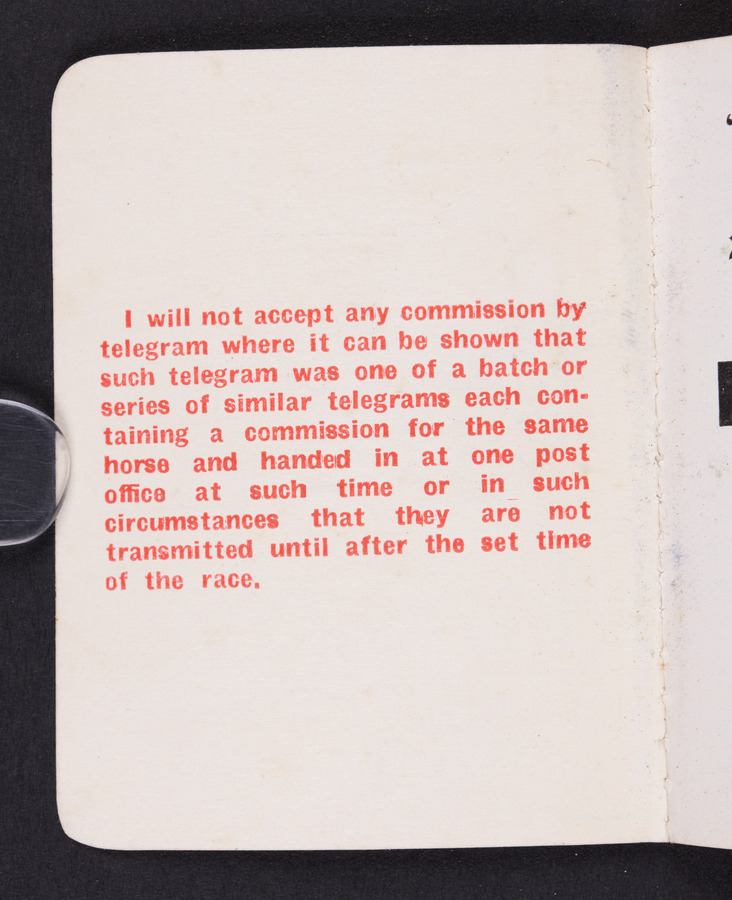 I will not accept any commission by
telegram where it can be shown that
such telegram was one of a batch or
series of similar telegrams each con-
taining a commission for the same
horse and handed in at one post
office at such time or in such
circumstances that they are not
transmitted until after the set time
of the race.